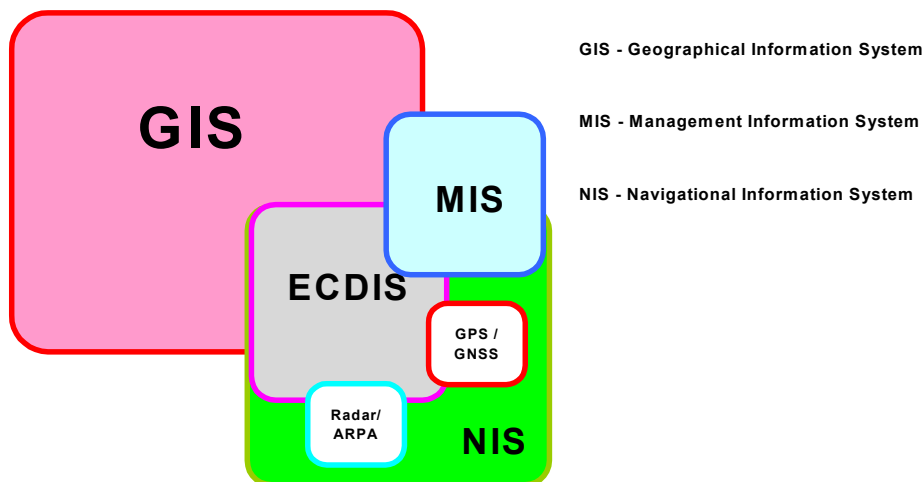 GIS
MIS
ECDIS
GPS /
GNSS
Radar/
ARPA
NIS
GIS - Geographical Information System
MIS - Management Information System
NIS - Navigational Information System